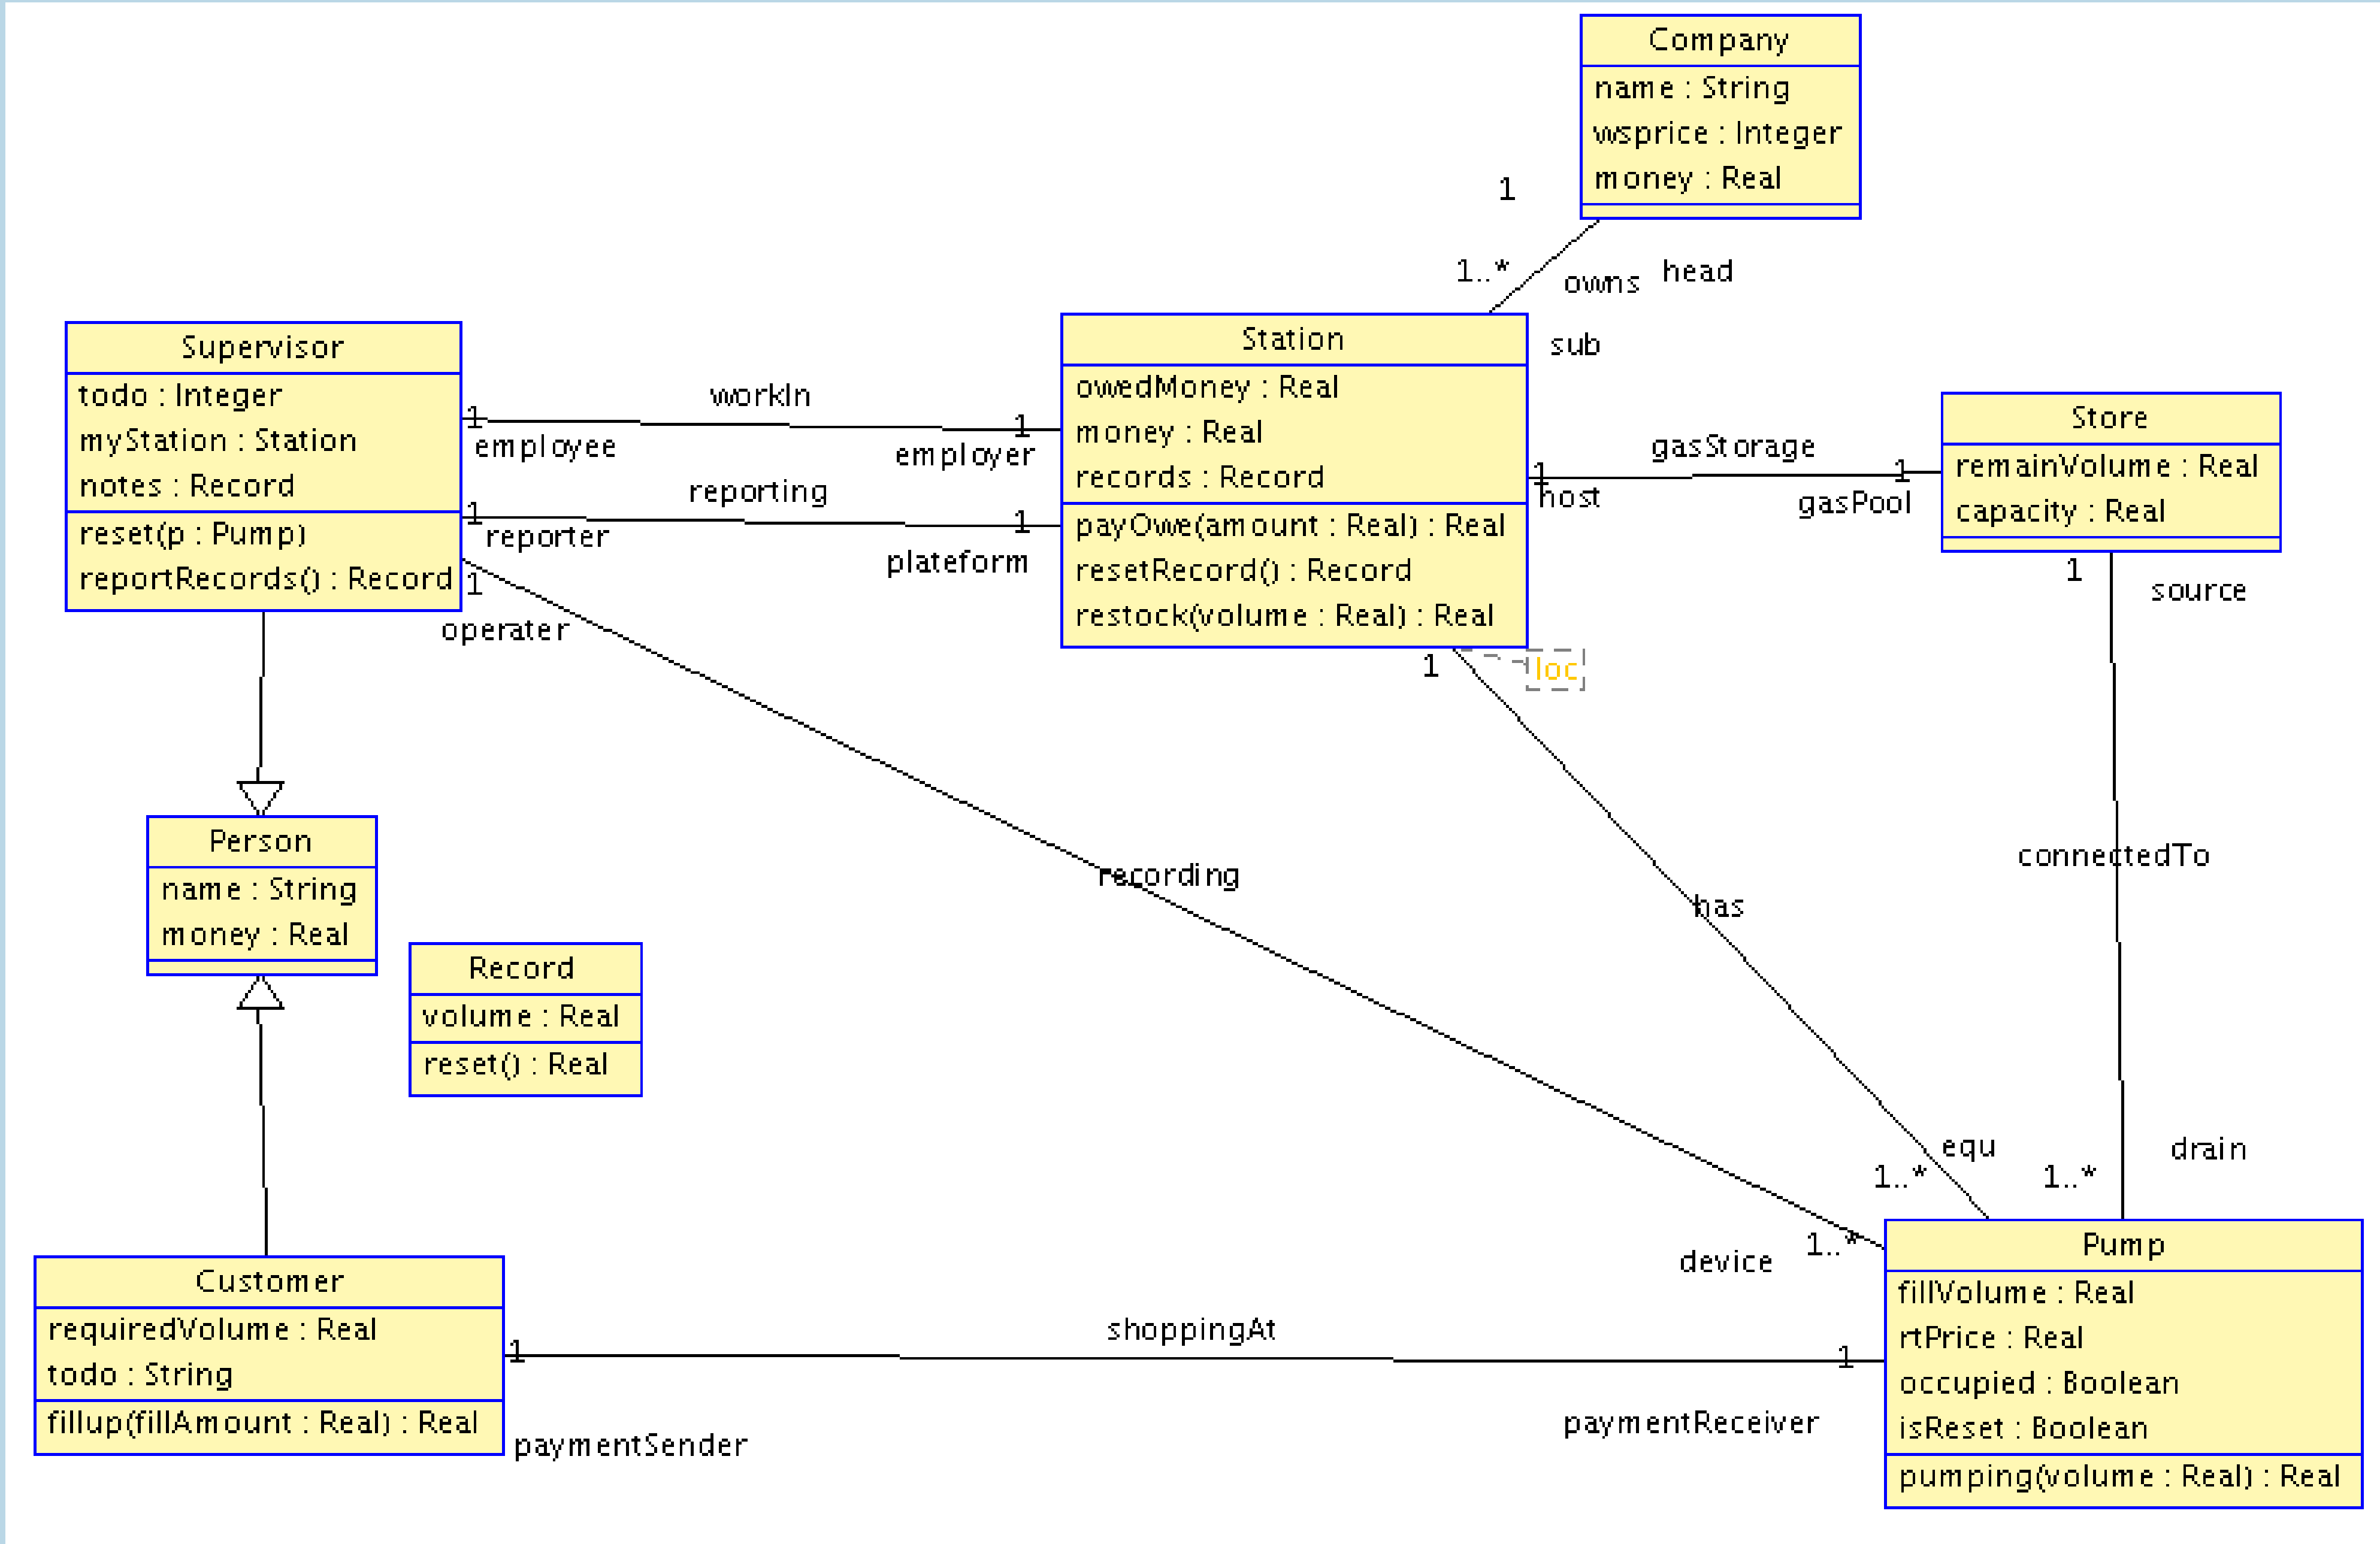 Company
name : String
wsprice : Integer
money : Real
1
1..*
owns
head
sub
Supervisor
todo : Integer
myStation : Station
notes : Record
reset(p : Pump)
reportRecords() : Record
1
workIn
1
employee
employer
1
reporting
1
reporter
plateform
1
operater
Station
owedMoney : Real
money : Real
records : Record
payOwe(amount : Real) : Real
resetRecord() : Record
restock(volume : Real) : Real
1
gasStorage
1
host
gasPool
Store
remainVolume : Real
capacity : Real
1
source
1
loc
Person
name : String
money : Real
recording
has
connectedTo
Record
volume : Real
reset() : Real
equ
drain
1..*
1..*
1..*
device
Customer
requiredVolume : Real
todo : String
fillup(fillAmount : Real) : Real
1
shoppingAt
1
paymentSender
paymentReceiver
Pump
fillVolume : Real
rtPrice : Real
occupied : Boolean
isReset : Boolean
pumping(volume : Real) : Real